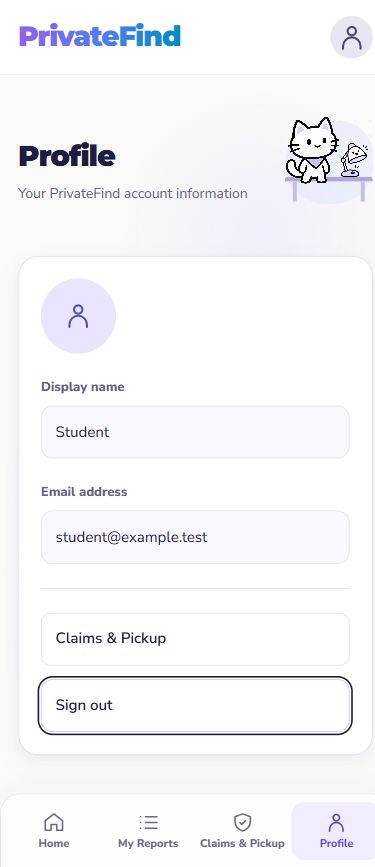 PrivateFind
Profile
Your PrivateFind account information
Display name
Student
Email address
student@example.test
Claims & Pickup
Sign out
Home
My Reports
Claims & Pickup
Profile